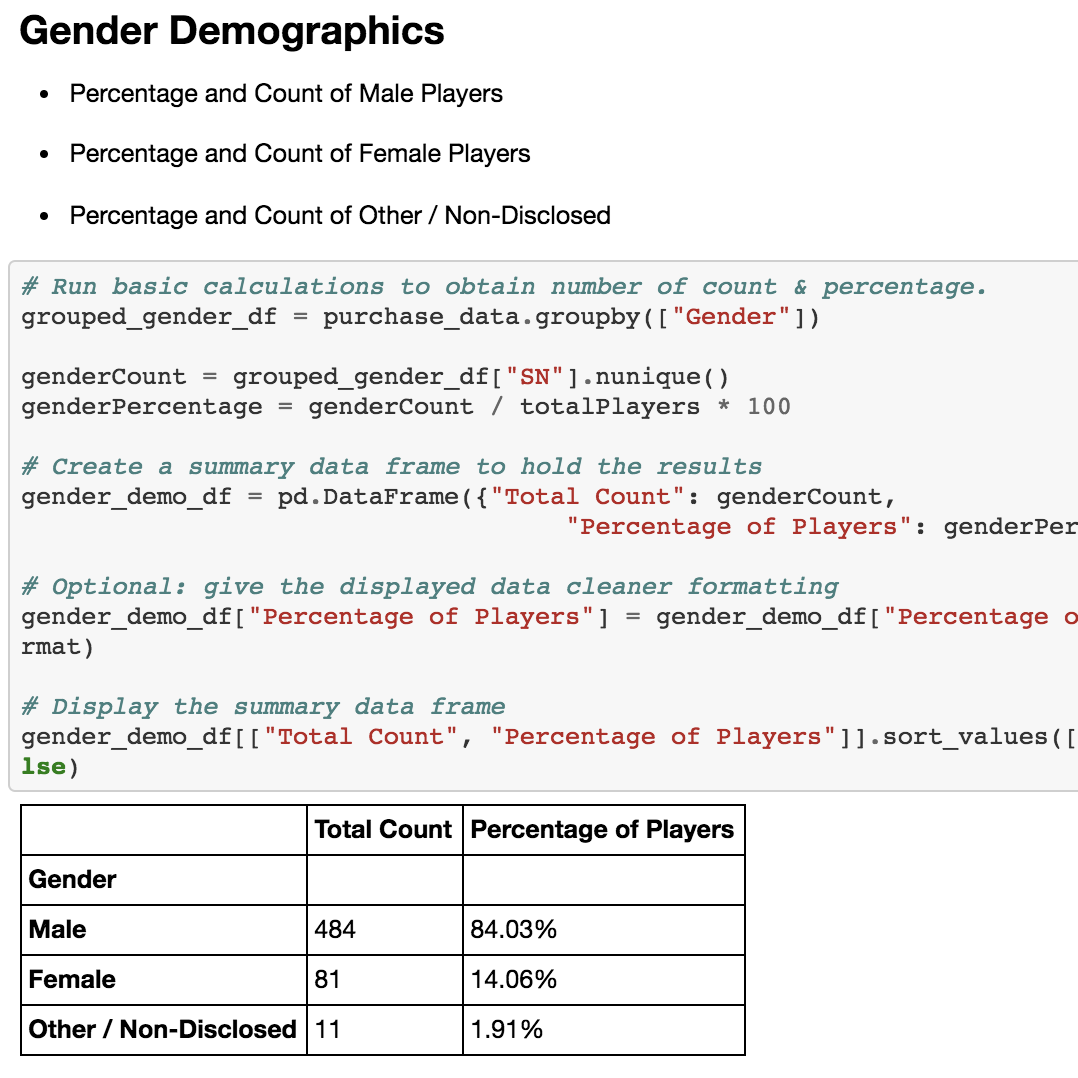 Gender Demographics
• Percentage and Count of Male Players
• Percentage and Count of Female Players
• Percentage and Count of Other / Non-Disclosed
# Run basic calculations to obtain number of count & percentage.
grouped_gender_df = purchase_data.groupby(["Gender"])
genderCount = grouped_gender_df["SN"].nunique()
genderPercentage = genderCount / totalPlayers * 100
# Create a summary data frame to hold the results
gender_demo_df = pd.DataFrame({"Total Count": genderCount,
"Percentage of Players": genderPer
# Optional: give the displayed data cleaner formatting
gender_demo_df["Percentage of Players"] = gender_demo_df["Percentage o
rmat)
# Display the summary data frame
gender_demo_df[["Total Count", "Percentage of Players"]].sort_values([
lse)
Total Count Percentage of Players
Gender
Male 484 84.03%
Female 81 14.06%
Other / Non-Disclosed 11 1.91%